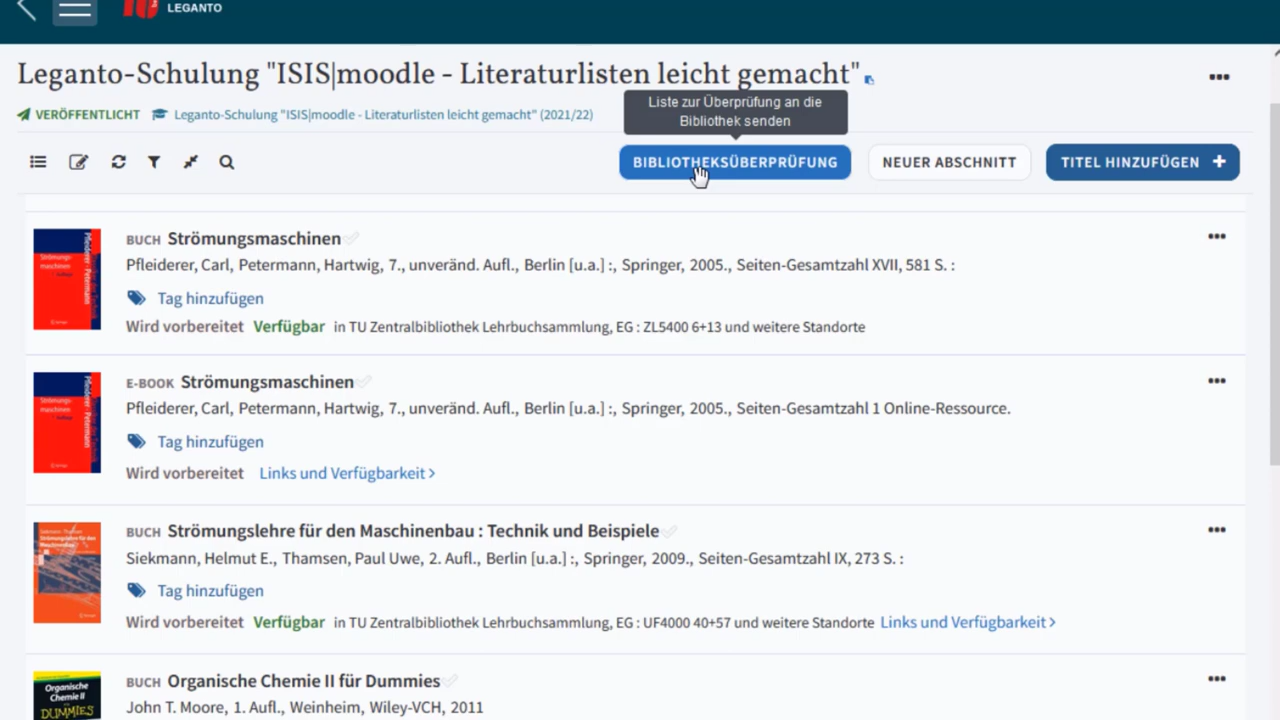 LEGANTO
Leganto-Schulung "ISIS|moodle - Literaturlisten leicht gemacht"
VERÖFFENTLICHT Leganto-Schulung "ISIS|moodle - Literaturlisten leicht gemacht" (2021/22)
Liste zur Überprüfung an die
Bibliothek senden
BIBLIOTHEKSÜBERPRÜFUNG NEUER ABSCHNITT TITEL HINZUFÜGEN +
BUCH Strömungsmaschinen
Pfleiderer, Carl, Petermann, Hartwig, 7., unveränd. Aufl., Berlin [u.a.] :, Springer, 2005., Seiten-Gesamtzahl XVII, 581 S. :
Tag hinzufügen
Wird vorbereitet Verfügbar in TU Zentralbibliothek Lehrbuchsammlung, EG : ZL5400 6+13 und weitere Standorte
E-BOOK Strömungsmaschinen
Pfleiderer, Carl, Petermann, Hartwig, 7., unveränd. Aufl., Berlin [u.a.] :, Springer, 2005., Seiten-Gesamtzahl 1 Online-Ressource.
Tag hinzufügen
Wird vorbereitet Links und Verfügbarkeit >
BUCH Strömungslehre für den Maschinenbau : Technik und Beispiele
Siekmann, Helmut E., Thamsen, Paul Uwe, 2. Aufl., Berlin [u.a.] :, Springer, 2009., Seiten-Gesamtzahl IX, 273 S. :
Tag hinzufügen
Wird vorbereitet Verfügbar in TU Zentralbibliothek Lehrbuchsammlung, EG : UF4000 40+57 und weitere Standorte Links und Verfügbarkeit >
Organische
Chemie II
DUMMIES
BUCH Organische Chemie II für Dummies
John T. Moore, 1. Aufl., Weinheim, Wiley-VCH, 2011